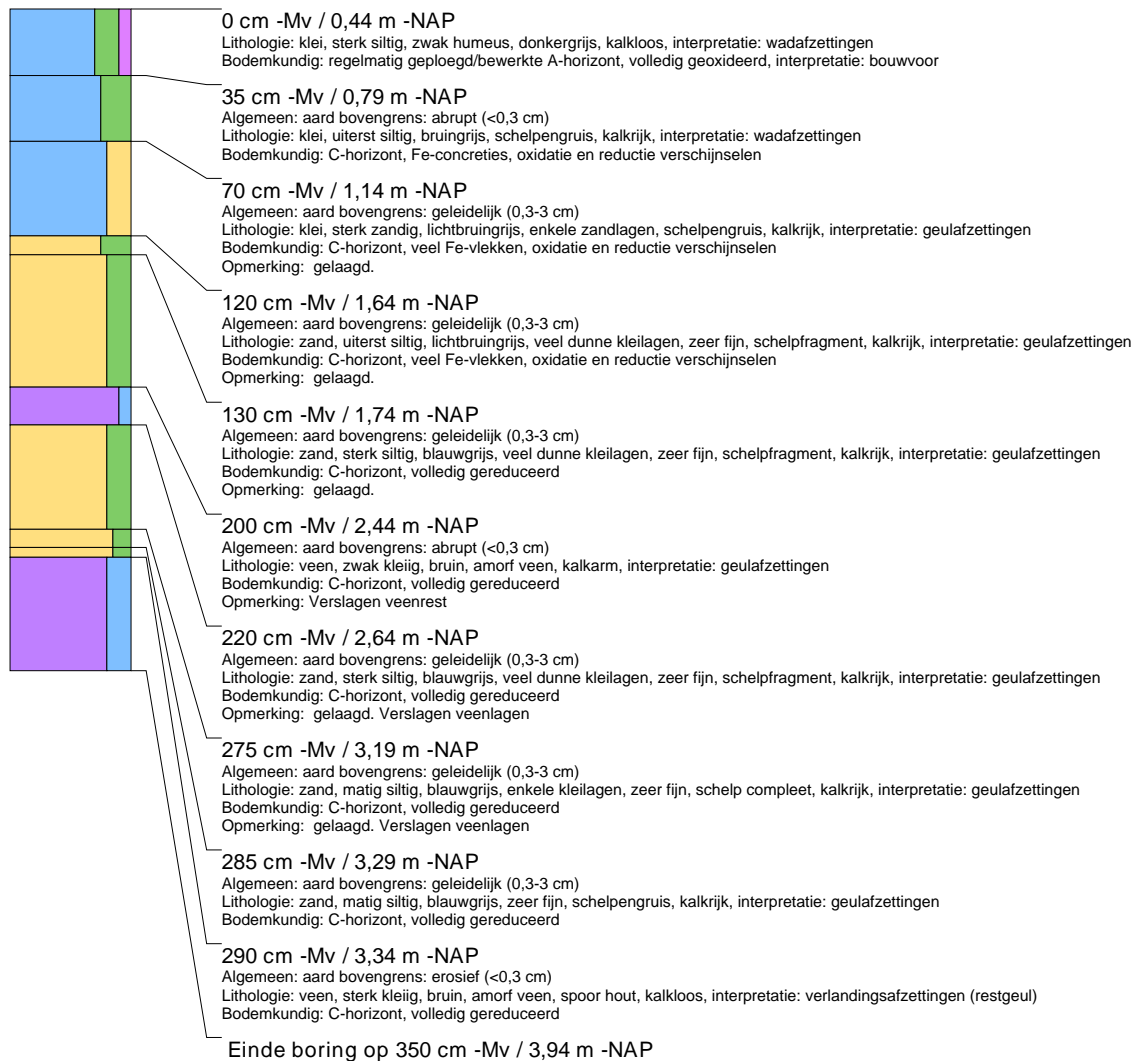 0 cm -Mv / 0,44 m -NAP
Lithologie: klei, sterk siltig, zwak humeus, donkergrijs, kalkloos, interpretatie: wadafzettingen
Bodemkundig: regelmatig geploegd/bewerkte A-horizont, volledig geoxideerd, interpretatie: bouwvoor
35 cm -Mv / 0,79 m -NAP
Algemeen: aard bovengrens: abrupt (<0,3 cm)
Lithologie: klei, uiterst siltig, bruingrijs, schelpengruis, kalkrijk, interpretatie: wadafzettingen
Bodemkundig: C-horizont, Fe-concreties, oxidatie en reductie verschijnselen
70 cm -Mv / 1,14 m -NAP
Algemeen: aard bovengrens: geleidelijk (0,3-3 cm)
Lithologie: klei, sterk zandig, lichtbruingrijs, enkele zandlagen, schelpengruis, kalkrijk, interpretatie: geulafzettingen
Bodemkundig: C-horizont, veel Fe-vlekken, oxidatie en reductie verschijnselen
Opmerking: gelaagd.
120 cm -Mv / 1,64 m -NAP
Algemeen: aard bovengrens: geleidelijk (0,3-3 cm)
Lithologie: zand, uiterst siltig, lichtbruingrijs, veel dunne kleilagen, zeer fijn, schelpfragment, kalkrijk, interpretatie: geulafzettingen
Bodemkundig: C-horizont, veel Fe-vlekken, oxidatie en reductie verschijnselen
Opmerking: gelaagd.
130 cm -Mv / 1,74 m -NAP
Algemeen: aard bovengrens: geleidelijk (0,3-3 cm)
Lithologie: zand, sterk siltig, blauwgrijs, veel dunne kleilagen, zeer fijn, schelpfragment, kalkrijk, interpretatie: geulafzettingen
Bodemkundig: C-horizont, volledig gereduceerd
Opmerking: gelaagd.
200 cm -Mv / 2,44 m -NAP
Algemeen: aard bovengrens: abrupt (<0,3 cm)
Lithologie: veen, zwak kleiig, bruin, amorf veen, kalkarm, interpretatie: geulafzettingen
Bodemkundig: C-horizont, volledig gereduceerd
Opmerking: Verslagen veenrest
220 cm -Mv / 2,64 m -NAP
Algemeen: aard bovengrens: geleidelijk (0,3-3 cm)
Lithologie: zand, sterk siltig, blauwgrijs, veel dunne kleilagen, zeer fijn, schelpfragment, kalkrijk, interpretatie: geulafzettingen
Bodemkundig: C-horizont, volledig gereduceerd
Opmerking: gelaagd. Verslagen veenlagen
275 cm -Mv / 3,19 m -NAP
Algemeen: aard bovengrens: geleidelijk (0,3-3 cm)
Lithologie: zand, matig siltig, blauwgrijs, enkele kleilagen, zeer fijn, schelp compleet, kalkrijk, interpretatie: geulafzettingen
Bodemkundig: C-horizont, volledig gereduceerd
Opmerking: gelaagd. Verslagen veenlagen
285 cm -Mv / 3,29 m -NAP
Algemeen: aard bovengrens: geleidelijk (0,3-3 cm)
Lithologie: zand, matig siltig, blauwgrijs, zeer fijn, schelpengruis, kalkrijk, interpretatie: geulafzettingen
Bodemkundig: C-horizont, volledig gereduceerd
290 cm -Mv / 3,34 m -NAP
Algemeen: aard bovengrens: erosief (<0,3 cm)
Lithologie: veen, sterk kleiig, bruin, amorf veen, spoor hout, kalkloos, interpretatie: verlandingsafzettingen (restgeul)
Bodemkundig: C-horizont, volledig gereduceerd
Einde boring op 350 cm -Mv / 3,94 m -NAP